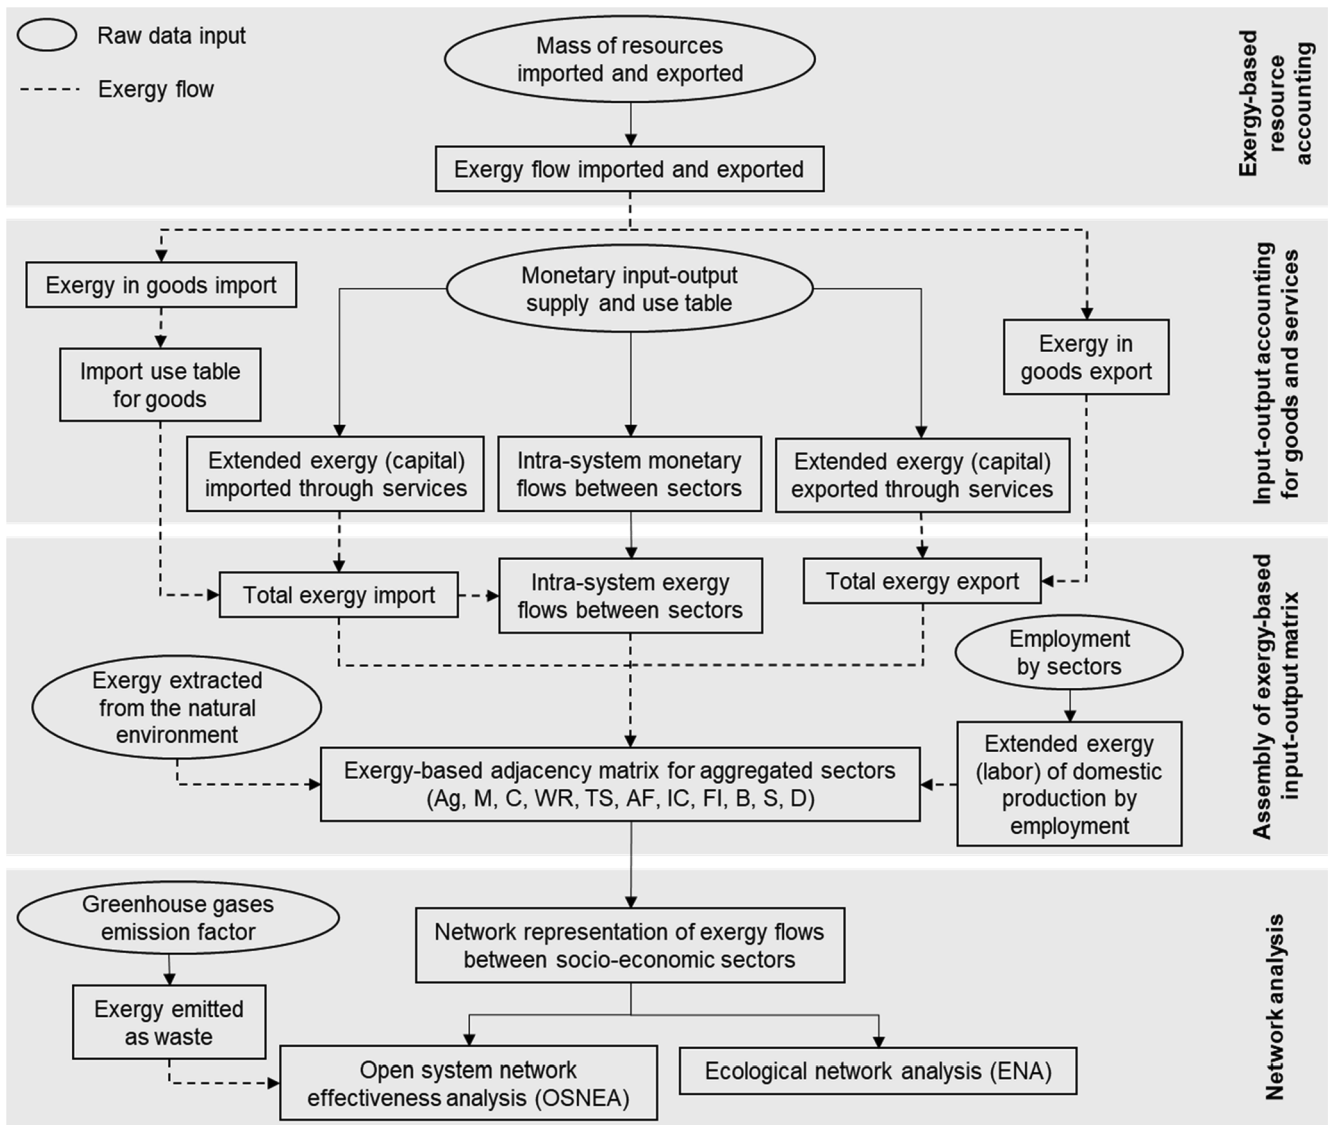 Raw data input
Exergy flow
Mass of resources
imported and exported
Exergy flow imported and exported
Exergy-based
resource
accounting
Exergy in goods import
Monetary input-output
supply and use table
Exergy in
goods export
Import use table
for goods
Extended exergy (capital)
imported through services
Intra-system monetary
flows between sectors
Extended exergy (capital)
exported through services
Input-output accounting
for goods and services
Total exergy import
Intra-system exergy
flows between sectors
Total exergy export
Employment
by sectors
Exergy extracted
from the natural
environment
Exergy-based adjacency matrix for aggregated sectors
(Ag, M, C, WR, TS, AF, IC, FI, B, S, D)
Extended exergy
(labor) of domestic
production by
employment
Assembly of exergy-based
input-output matrix
Greenhouse gases
emission factor
Network representation of exergy flows
between socio-economic sectors
Exergy emitted
as waste
Open system network
effectiveness analysis (OSNEA)
Ecological network analysis (ENA)
Network analysis